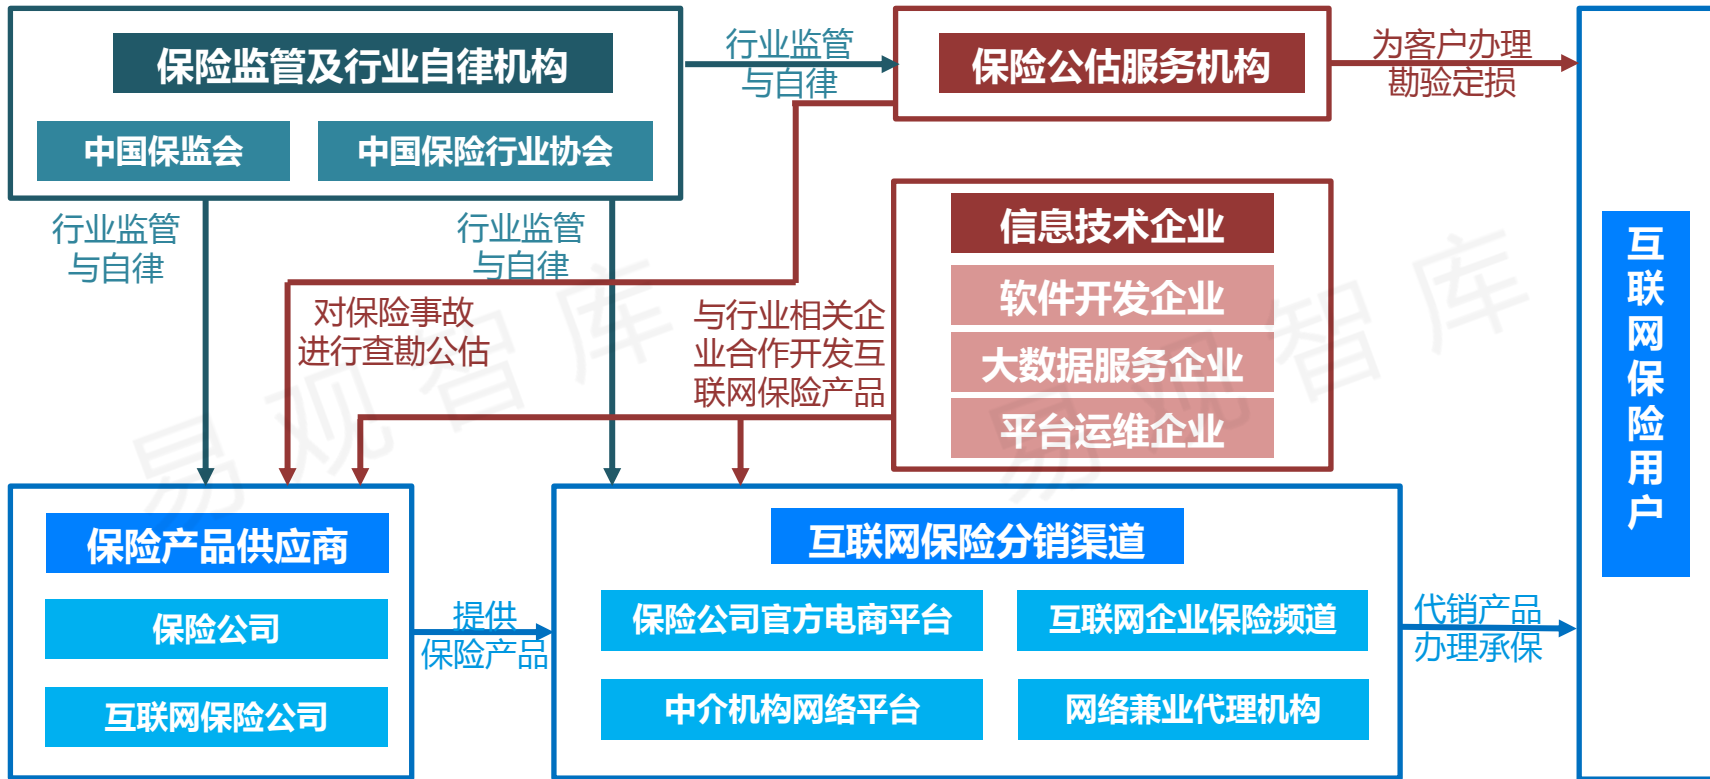 保险监管及行业自律机构
中国保监会
中国保险行业协会
行业监管
与自律
保险公估服务机构
为客户办理
勘验定损
行业监管
与自律
行业监管
与自律
对保险事故
进行查勘公估
与行业相关企
业合作开发互
联网保险产品
信息技术企业
软件开发企业
大数据服务企业
平台运维企业
互联网保险用户
保险产品供应商
保险公司
互联网保险公司
提供
保险产品
互联网保险分销渠道
保险公司官方电商平台
互联网企业保险频道
中介机构网络平台
网络兼业代理机构
代销产品
办理承保
易观智库
易观智库